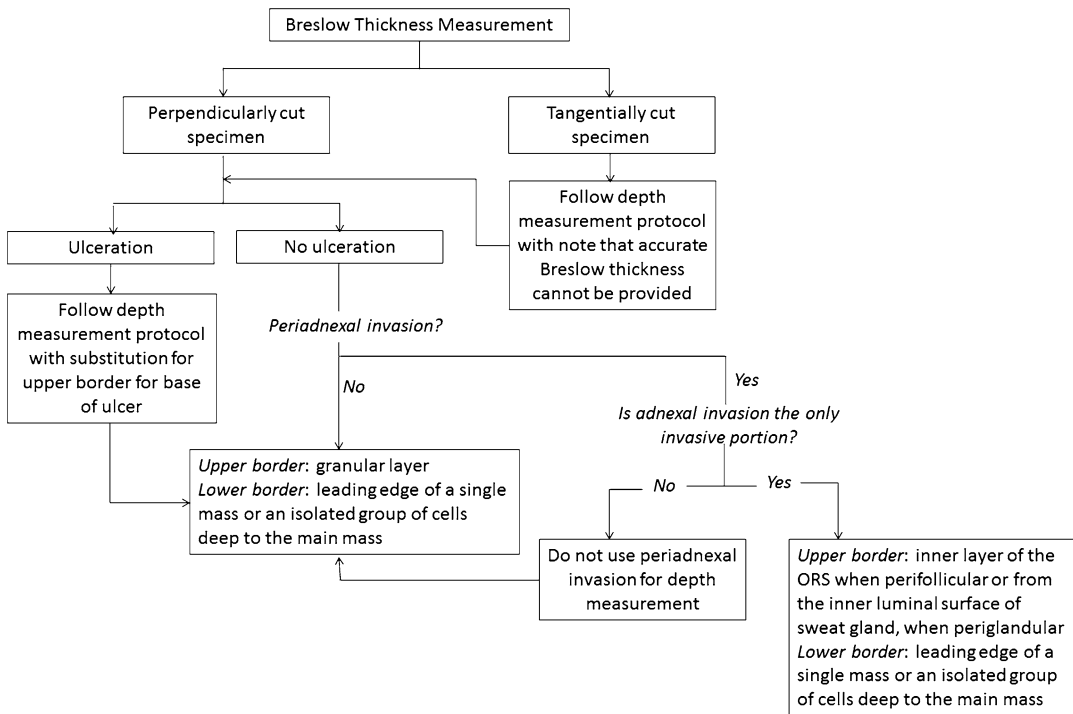 Breslow Thickness Measurement
Perpendicularly cut
specimen
Tangentially cut
specimen
Follow depth
measurement protocol
with note that accurate
Breslow thickness
cannot be provided
Ulceration
No ulceration
Follow depth
measurement protocol
with substitution for
upper border for base
of ulcer
Periadnexal invasion?
No
Yes
Is adnexal invasion the only
invasive portion?
Upper border: granular layer
Lower border: leading edge of a single
mass or an isolated group of cells
deep to the main mass
No
Yes
Do not use periadnexal
invasion for depth
measurement
Upper border: inner layer of the
ORS when perifollicular or from
the inner luminal surface of
sweat gland, when periglandular
Lower border: leading edge of a
single mass or an isolated group
of cells deep to the main mass